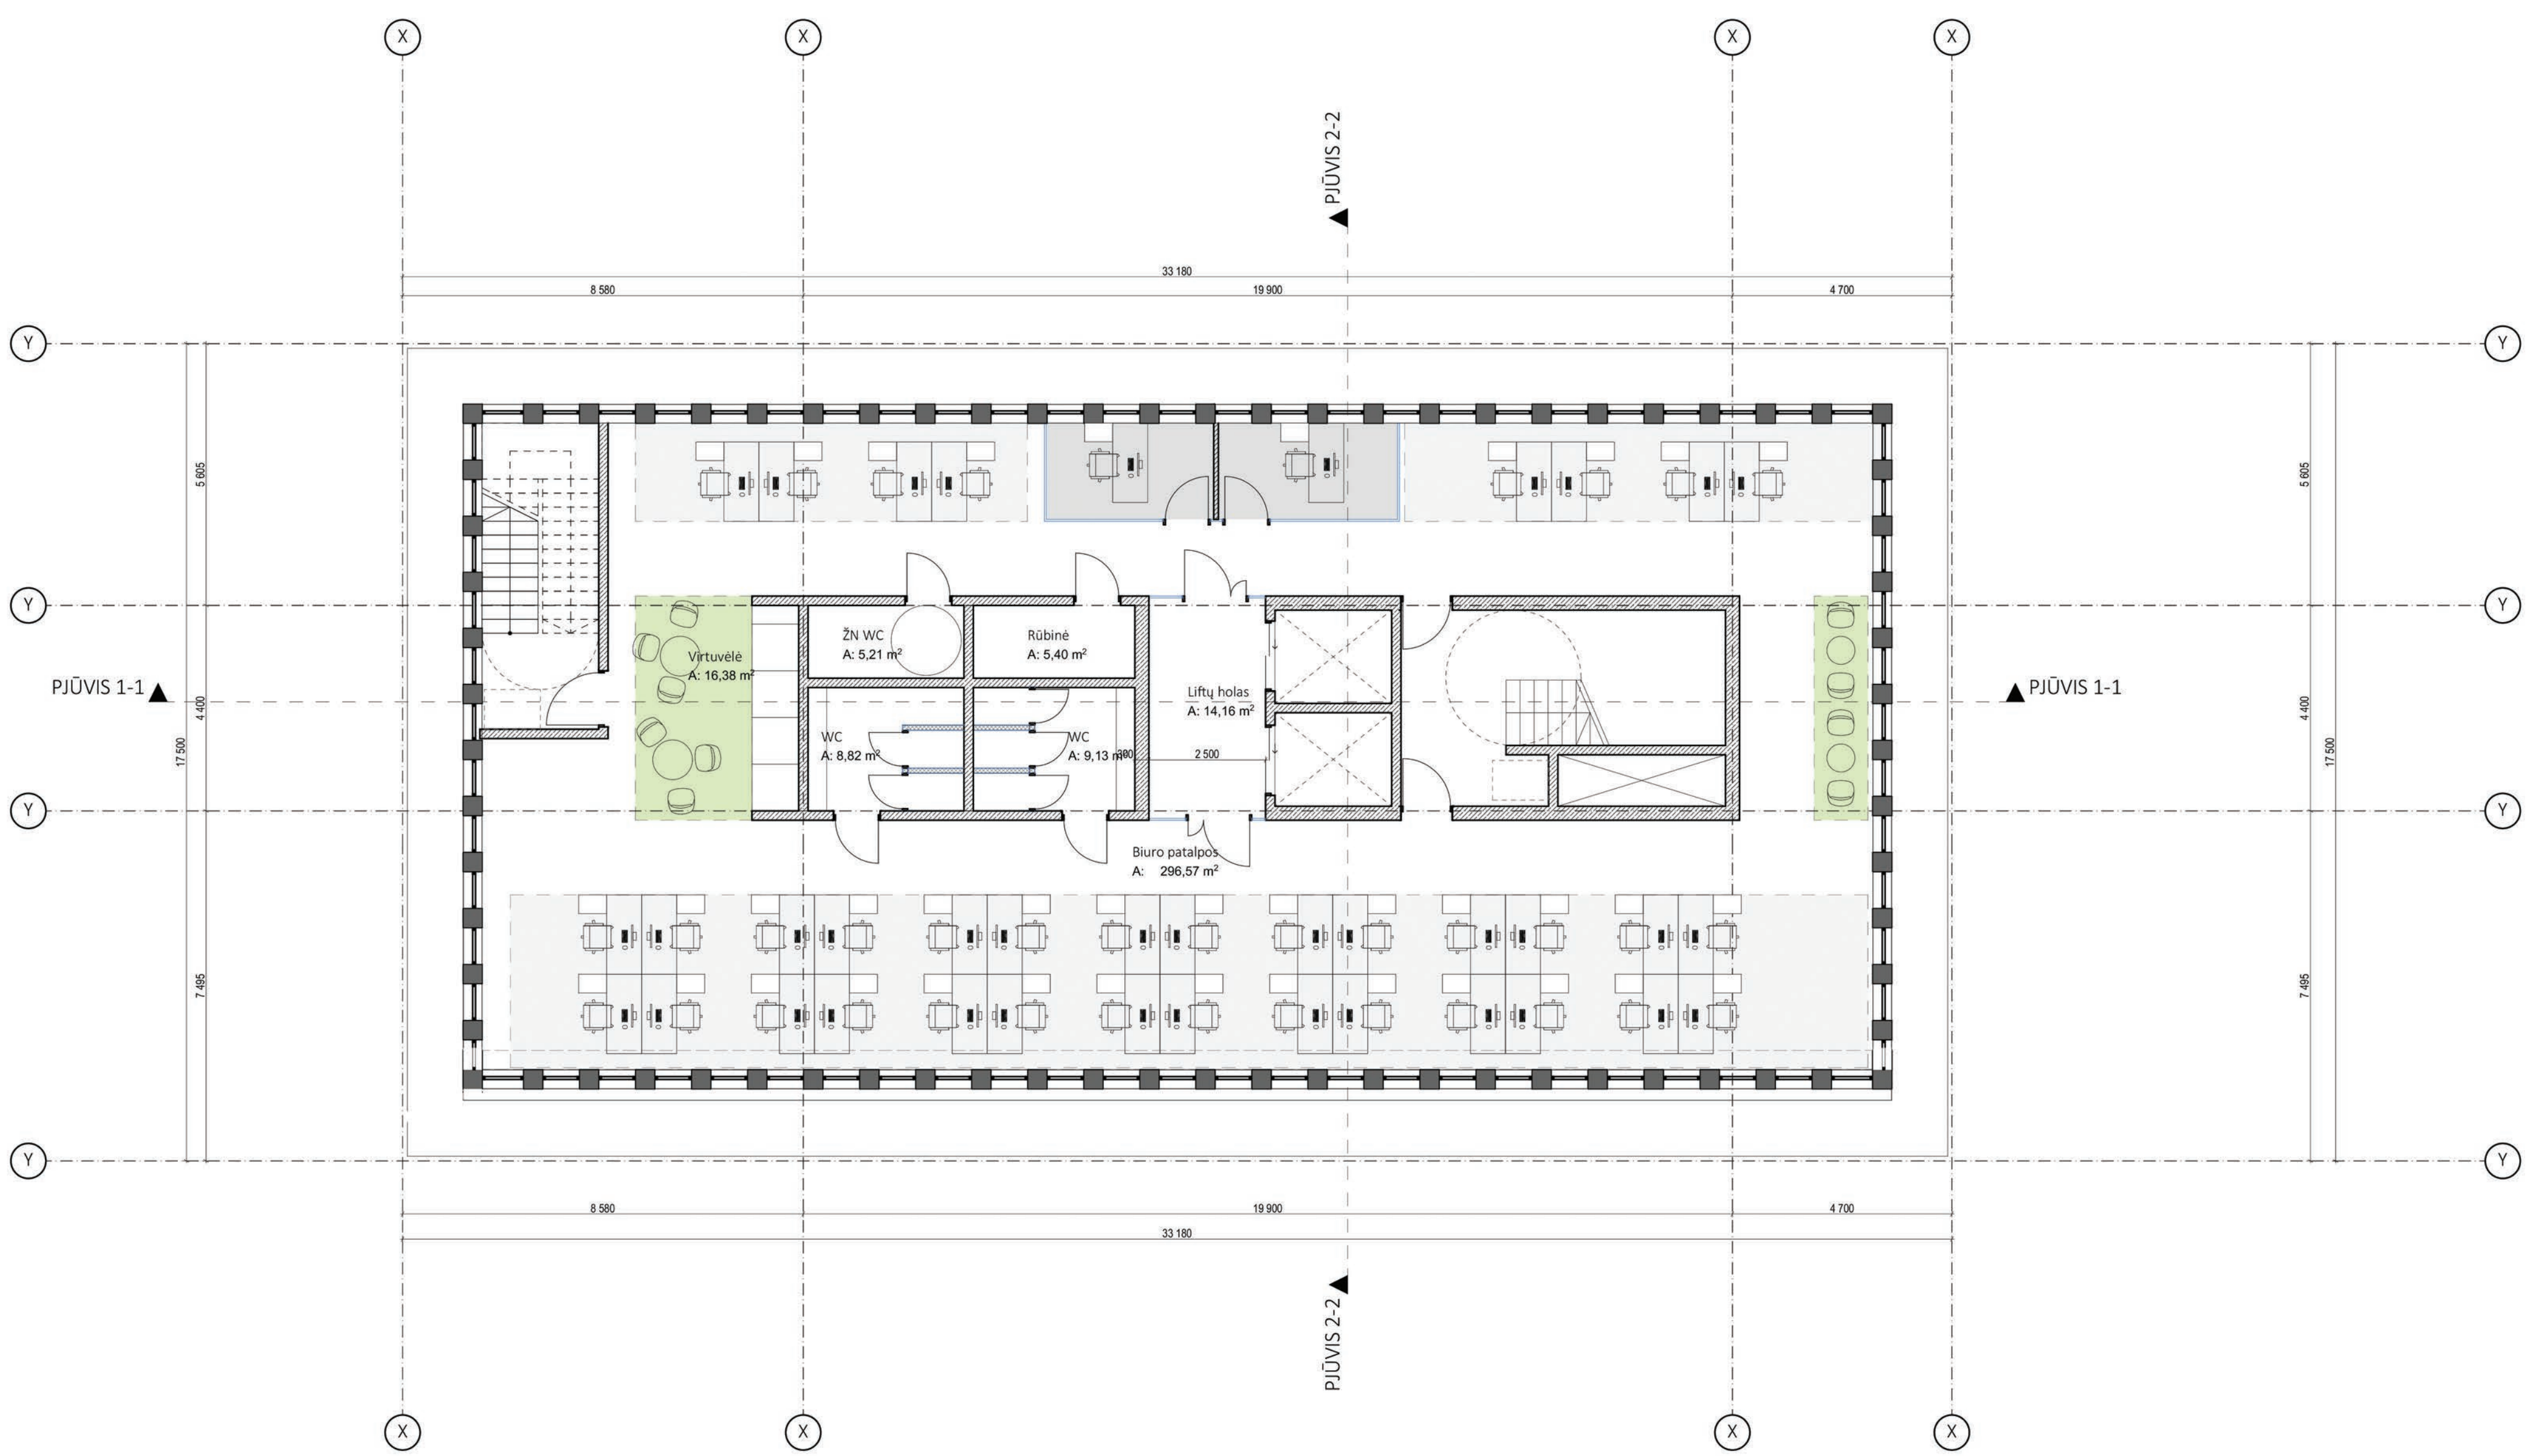 X X X X
PJŪVIS 2-2
33 180
8 580 19 900 4 700
Y Y
5 605 5 605
Y Y
ŽN WC
A: 5,21 m²
Rūbinė
A: 5,40 m²
Virtuvėlė
A: 16,38 m²
PJŪVIS 1-1 PJŪVIS 1-1
4 400 4 400
Liftų holas
A: 14,16 m²
WC
A: 8,82 m²
WC
A: 9,13 m²
2 500
17 500 17 500
Y Y
Biuro patalpos
A: 296,57 m²
7 495 7 495
Y Y
8 580 19 900 4 700
33 180
PJŪVIS 2-2
X X X X